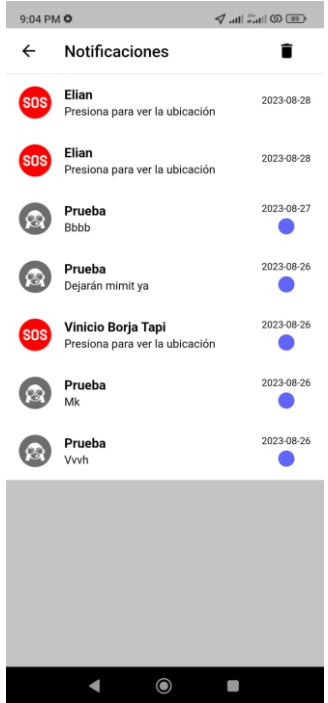 9:04 PM
89
Notificaciones
SOS
Elian
2023-08-28
Presiona para ver la ubicación
SOS
Elian
2023-08-28
Presiona para ver la ubicación
Prueba
2023-08-27
Bbbb
Prueba
2023-08-26
Dejarán mimit ya
SOS
Vinicio Borja Tapi
2023-08-26
Presiona para ver la ubicación
Prueba
2023-08-26
Mk
Prueba
2023-08-26
Vvvh